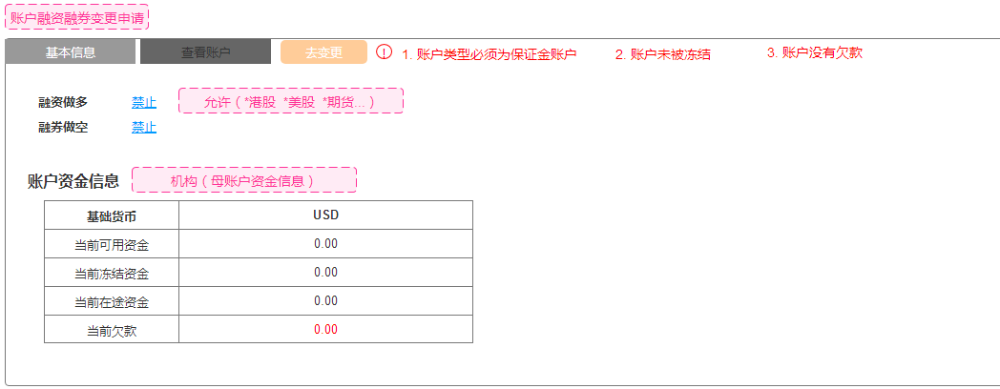 账户融资融券变更申请
基本信息 查看账户 去变更 1. 账户类型必须为保证金账户 2. 账户未被冻结 3. 账户没有欠款
融资做多 禁止 允许（*港股 *美股 *期货...）
融券做空 禁止
账户资金信息 机构（母账户资金信息）
基础货币 USD
当前可用资金 0.00
当前冻结资金 0.00
当前在途资金 0.00
当前欠款 0.00